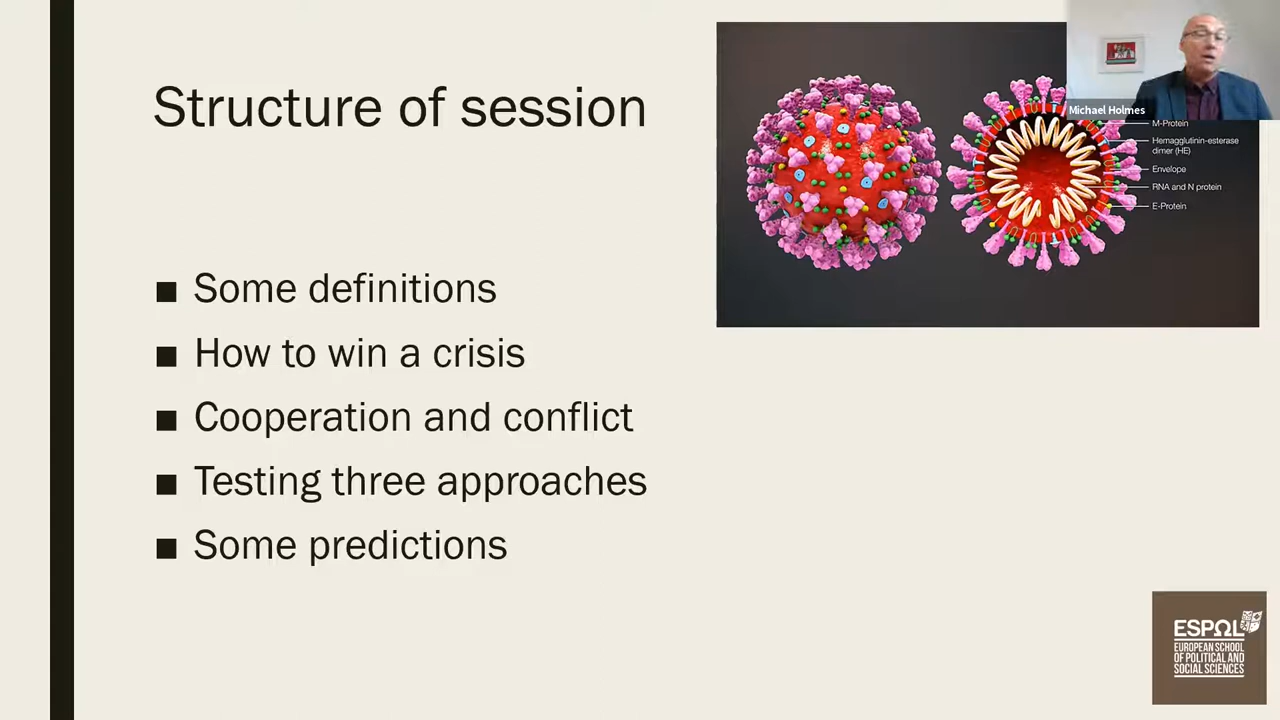 Structure of session
Michael Holmes
M-Protein
Hemagglutinin-esterase
dimer (HE)
Envelope
RNA and N protein
E-Protein
■ Some definitions
■ How to win a crisis
■ Cooperation and conflict
■ Testing three approaches
■ Some predictions
ESPΩL
EUROPEAN SCHOOL
OF POLITICAL AND
SOCIAL SCIENCES